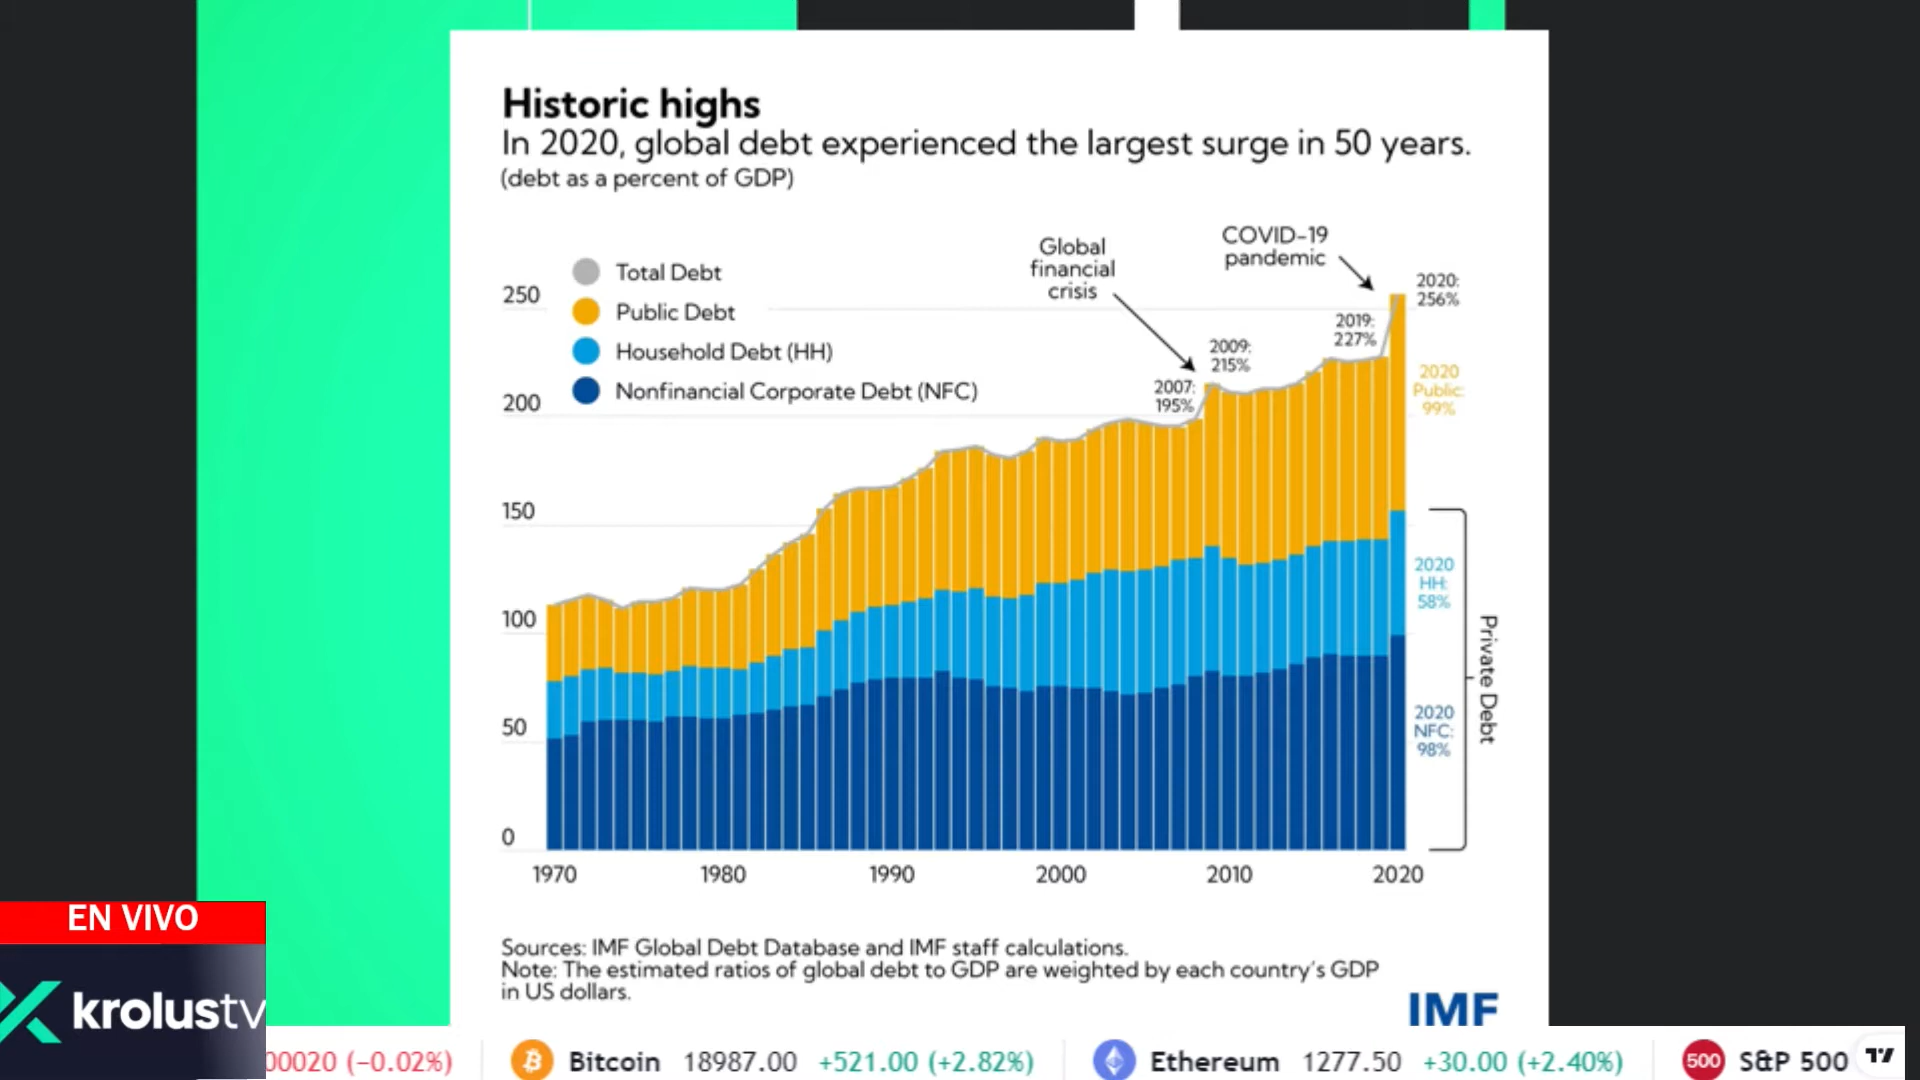 Historic highs
In 2020, global debt experienced the largest surge in 50 years.
(debt as a percent of GDP)
Total Debt
Public Debt
Household Debt (HH)
Nonfinancial Corporate Debt (NFC)
Global
financial
crisis
COVID-19
pandemic
2007:
195%
2009:
215%
2019:
227%
2020:
256%
2020
Public:
99%
2020
HH:
58%
2020
NFC:
98%
Private Debt
250
200
150
100
50
0
1970 1980 1990 2000 2010 2020
Sources: IMF Global Debt Database and IMF staff calculations.
Note: The estimated ratios of global debt to GDP are weighted by each country's GDP
in US dollars.
IMF
EN VIVO
krolustv
00020 (−0.02%) Bitcoin 18987.00 +521.00 (+2.82%) Ethereum 1277.50 +30.00 (+2.40%) 500 S&P 500